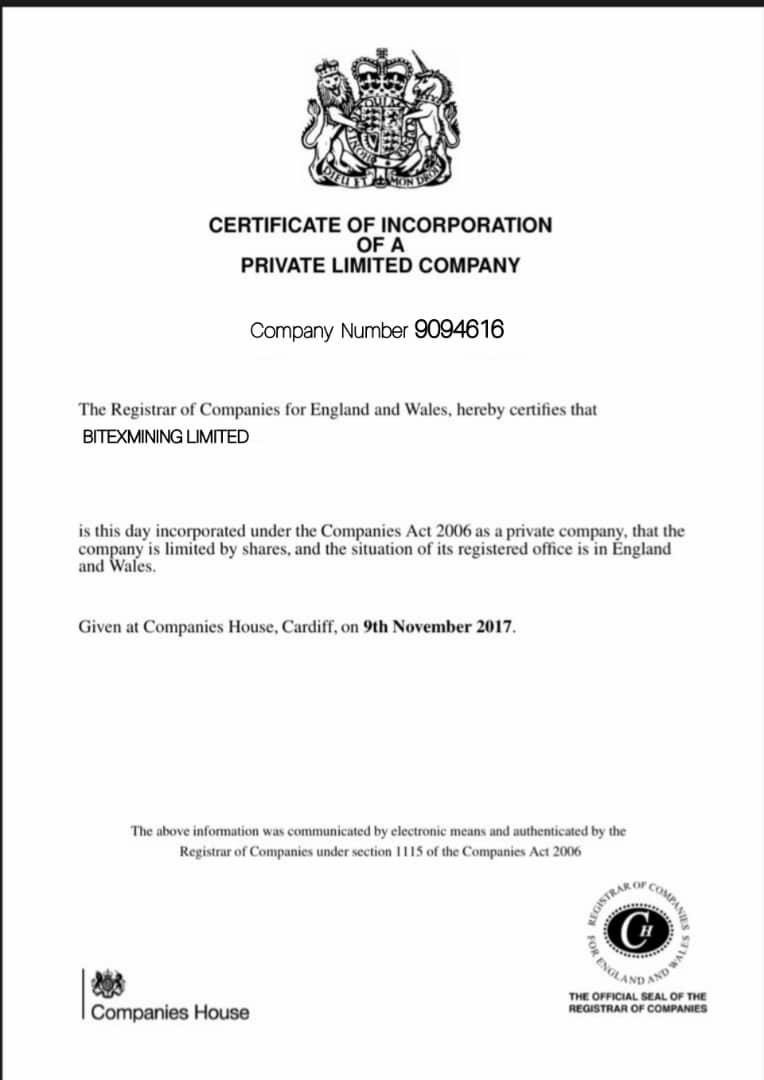 CERTIFICATE OF INCORPORATION
OF A
PRIVATE LIMITED COMPANY
Company Number 9094616
The Registrar of Companies for England and Wales, hereby certifies that
BITEXMINING LIMITED
is this day incorporated under the Companies Act 2006 as a private company, that the
company is limited by shares, and the situation of its registered office is in England
and Wales.
Given at Companies House, Cardiff, on 9th November 2017.
The above information was communicated by electronic means and authenticated by the
Registrar of Companies under section 1115 of the Companies Act 2006
REGISTRAR OF COMPANIES
FOR ENGLAND AND WALES
CH
THE OFFICIAL SEAL OF THE
REGISTRAR OF COMPANIES
Companies House
DIEU ET MON DROIT